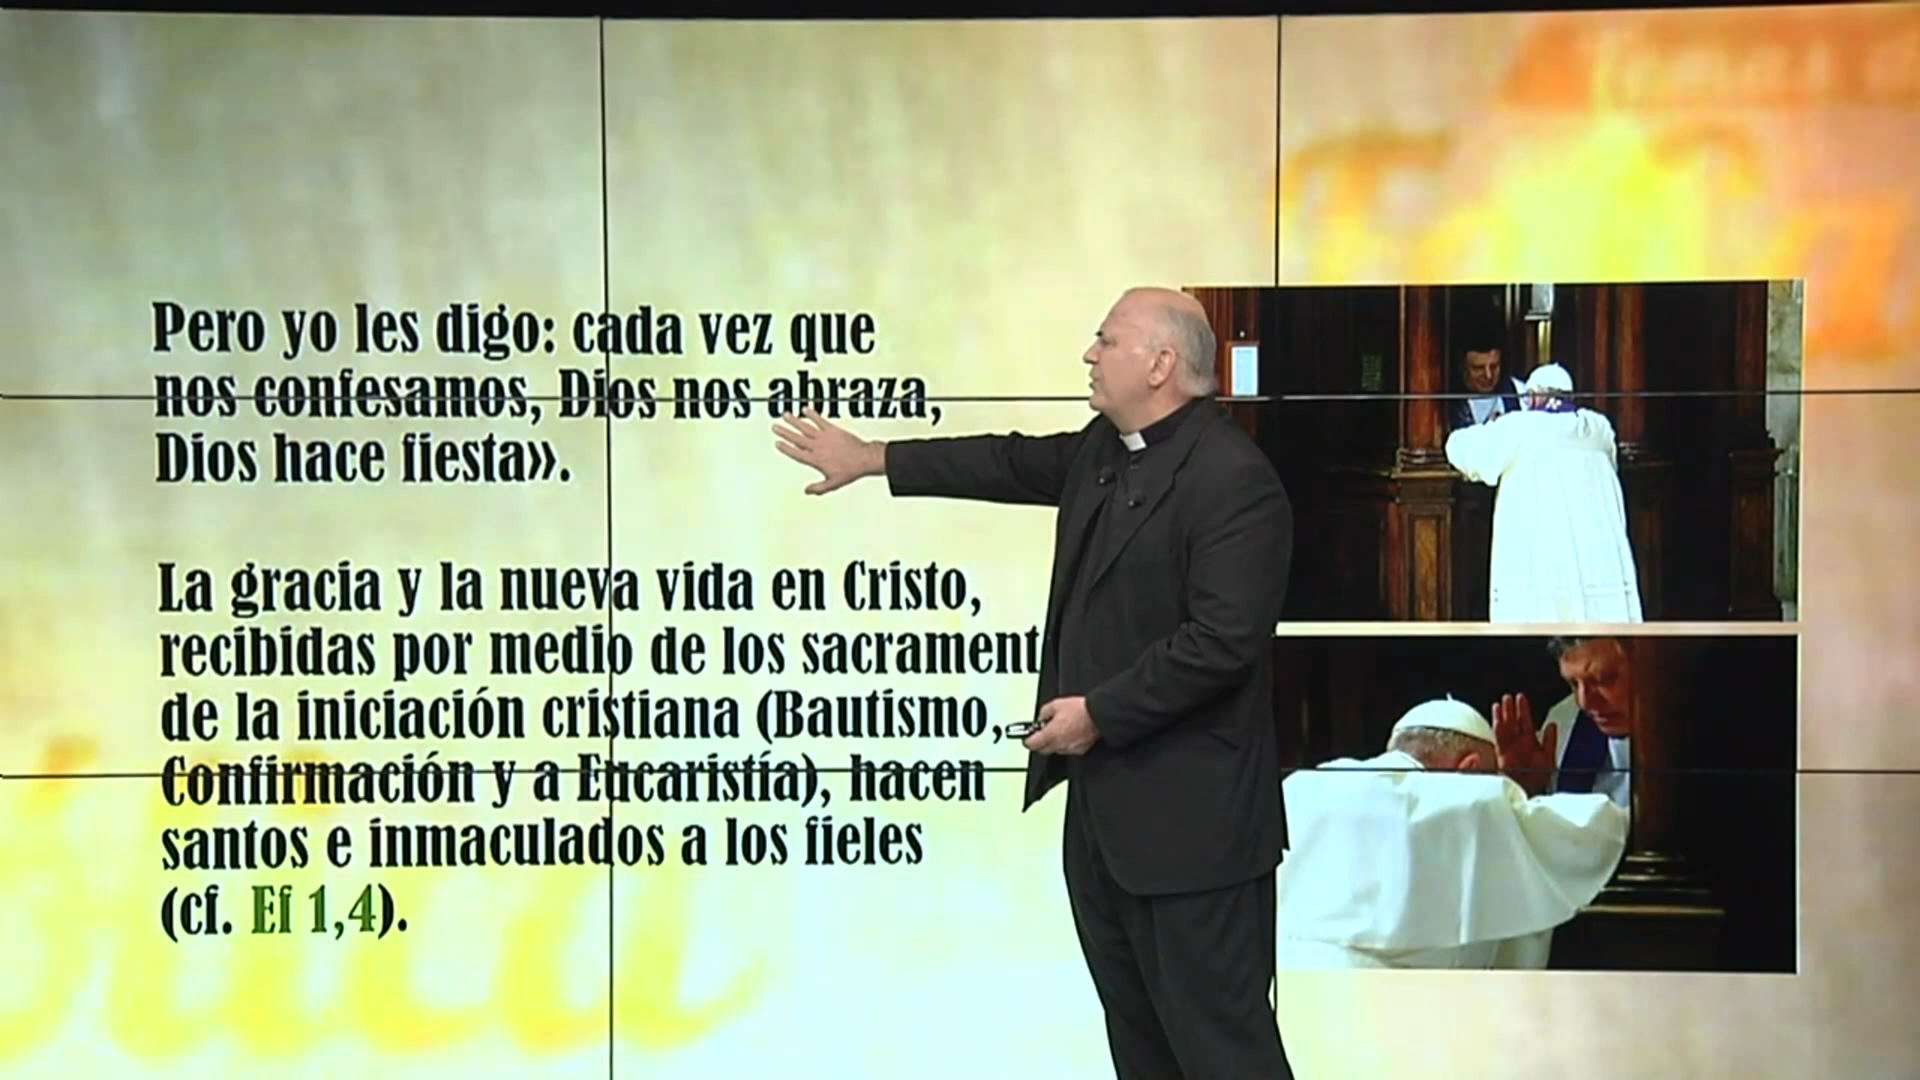 Pero yo les digo: cada vez que
nos confesamos, Dios nos abraza,
Dios hace fiesta».
La gracia y la nueva vida en Cristo,
recibidas por medio de los sacrament
de la iniciación cristiana (Bautismo,
Confirmación y a Eucaristía), hacen
santos e inmaculados a los fieles
(cf. Ef 1,4).